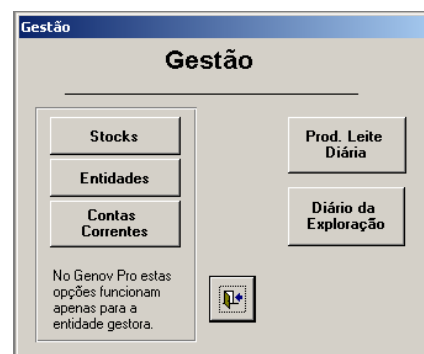 Gestão
Gestão
Stocks
Entidades
Contas
Correntes
No Genov Pro estas
opções funcionam
apenas para a
entidade gestora.
Prod. Leite
Diária
Diário da
Exploração